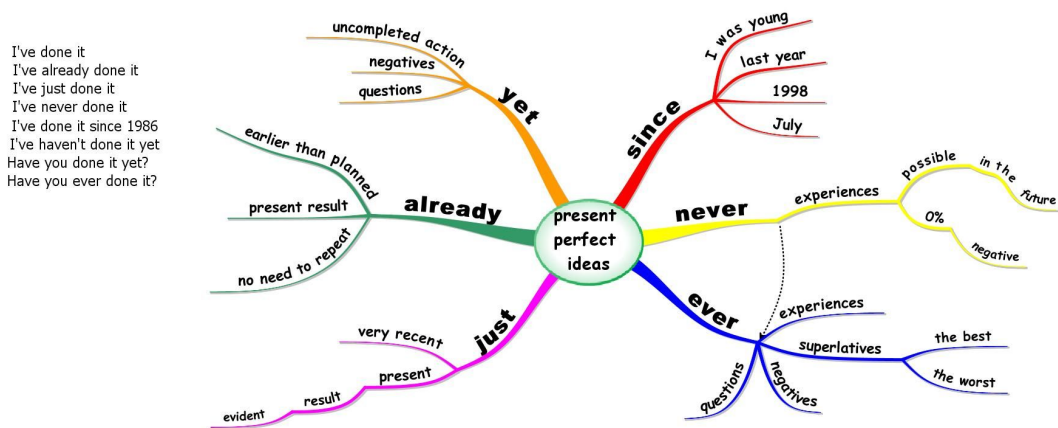 I've done it
I've already done it
I've just done it
I've never done it
I've done it since 1986
I've haven't done it yet
Have you done it yet?
Have you ever done it?
present
perfect
ideas
yet
uncompleted action
negatives
questions
already
earlier than planned
present result
no need to repeat
just
very recent
present
result
evident
since
I was young
last year
1998
July
never
experiences
possible
in the
future
0%
negative
ever
experiences
superlatives
the best
the worst
negatives
questions